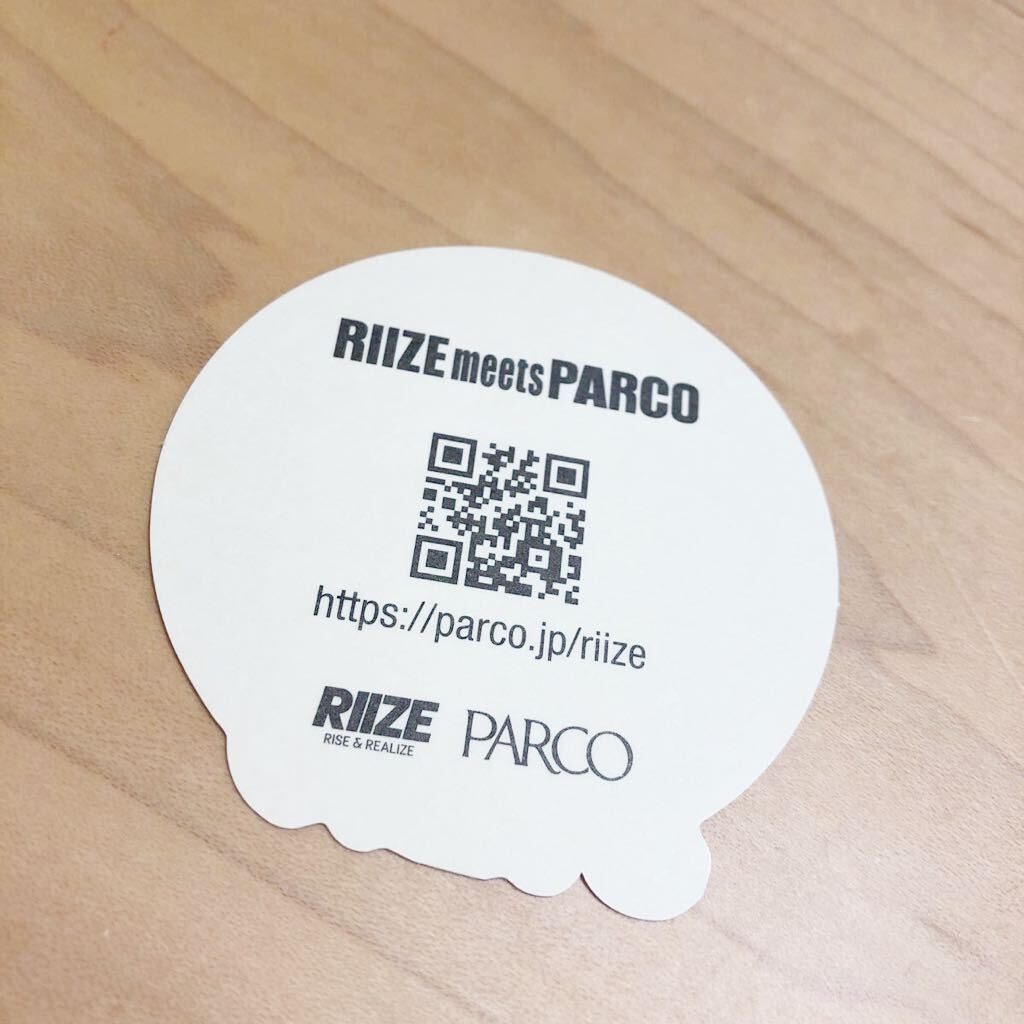 RIIZE meets PARCO
https://parco.jp/riize
RIIZE PARCO
RISE & REALIZE